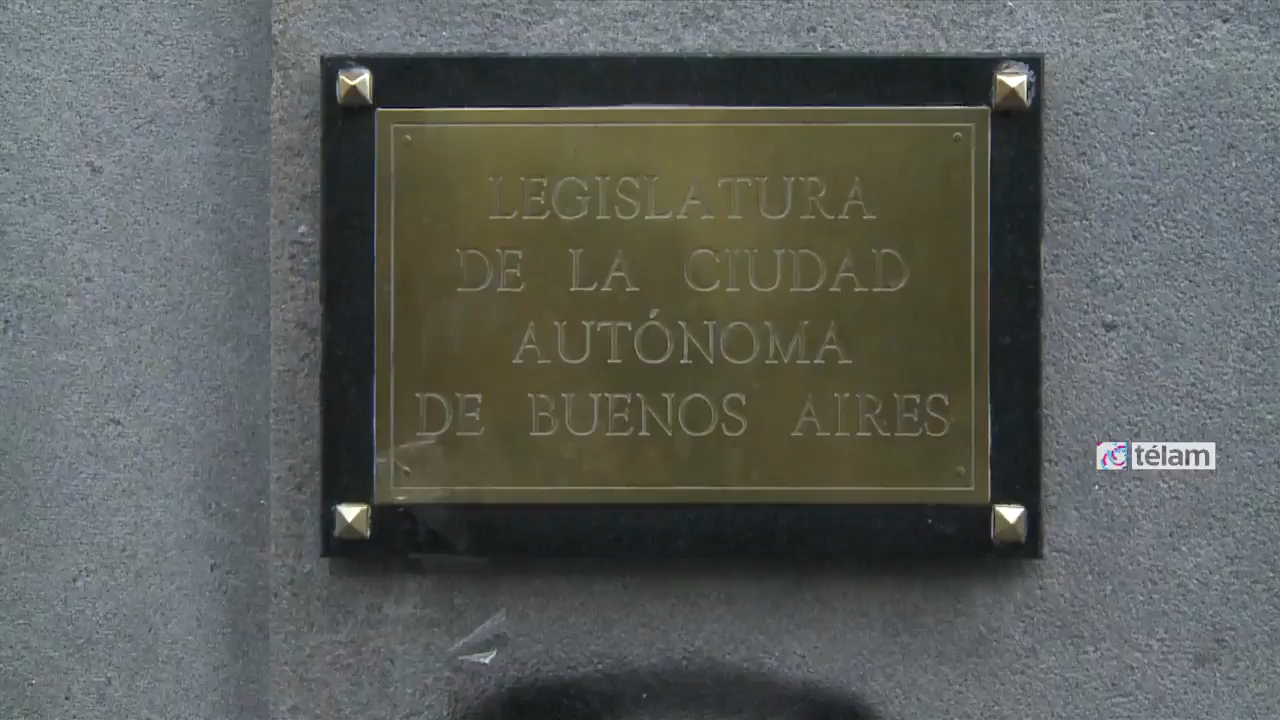 LEGISLATURA
DE LA CIUDAD
AUTÓNOMA
DE BUENOS AIRES
télam